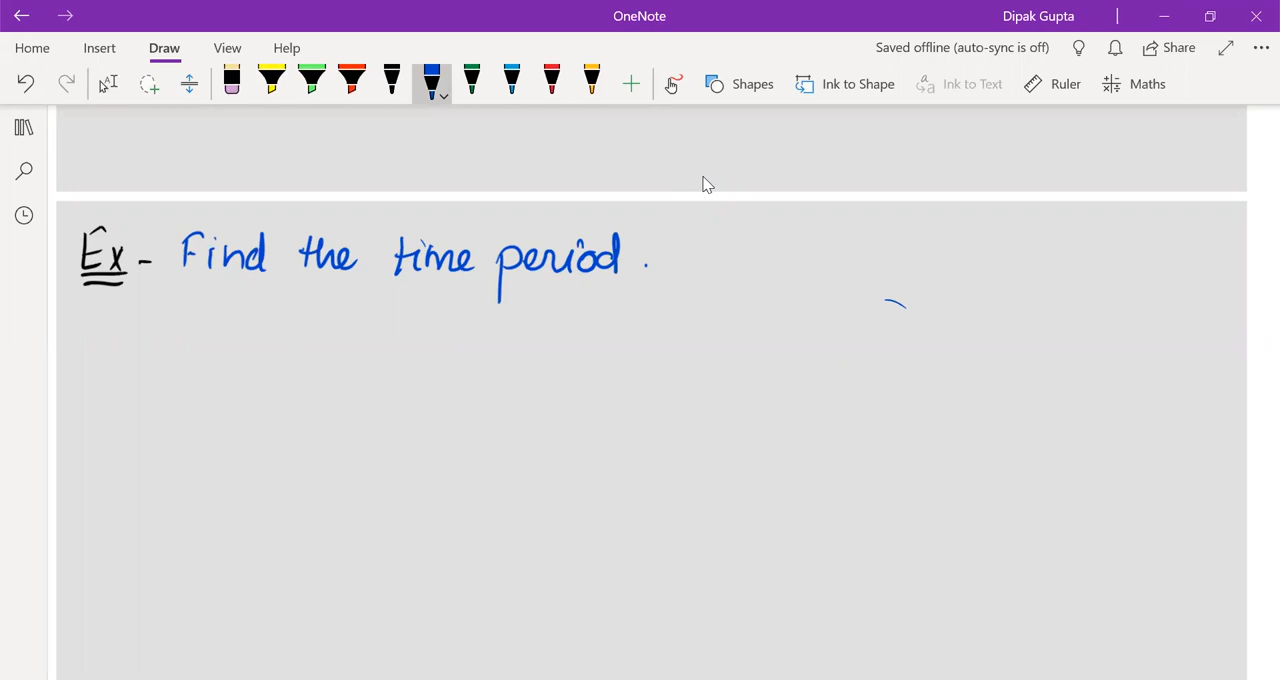 OneNote
Dipak Gupta
Home Insert Draw View Help
Saved offline (auto-sync is off)
Share
Shapes Ink to Shape Ink to Text Ruler Maths
Ex - Find the time period .